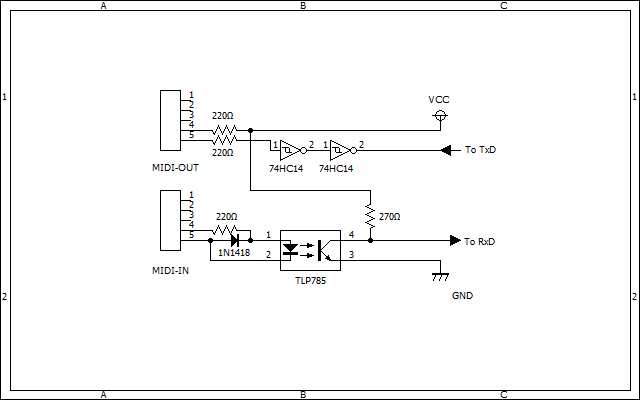 A B C
1 1
VCC
1
2
3
4
5
220Ω
220Ω
1 2 1 2
74HC14 74HC14
To TxD
MIDI-OUT
1
2
3
4
5
220Ω
1N1418
270Ω
1 4
2 3
To RxD
MIDI-IN
TLP785
GND
2 2
A B C